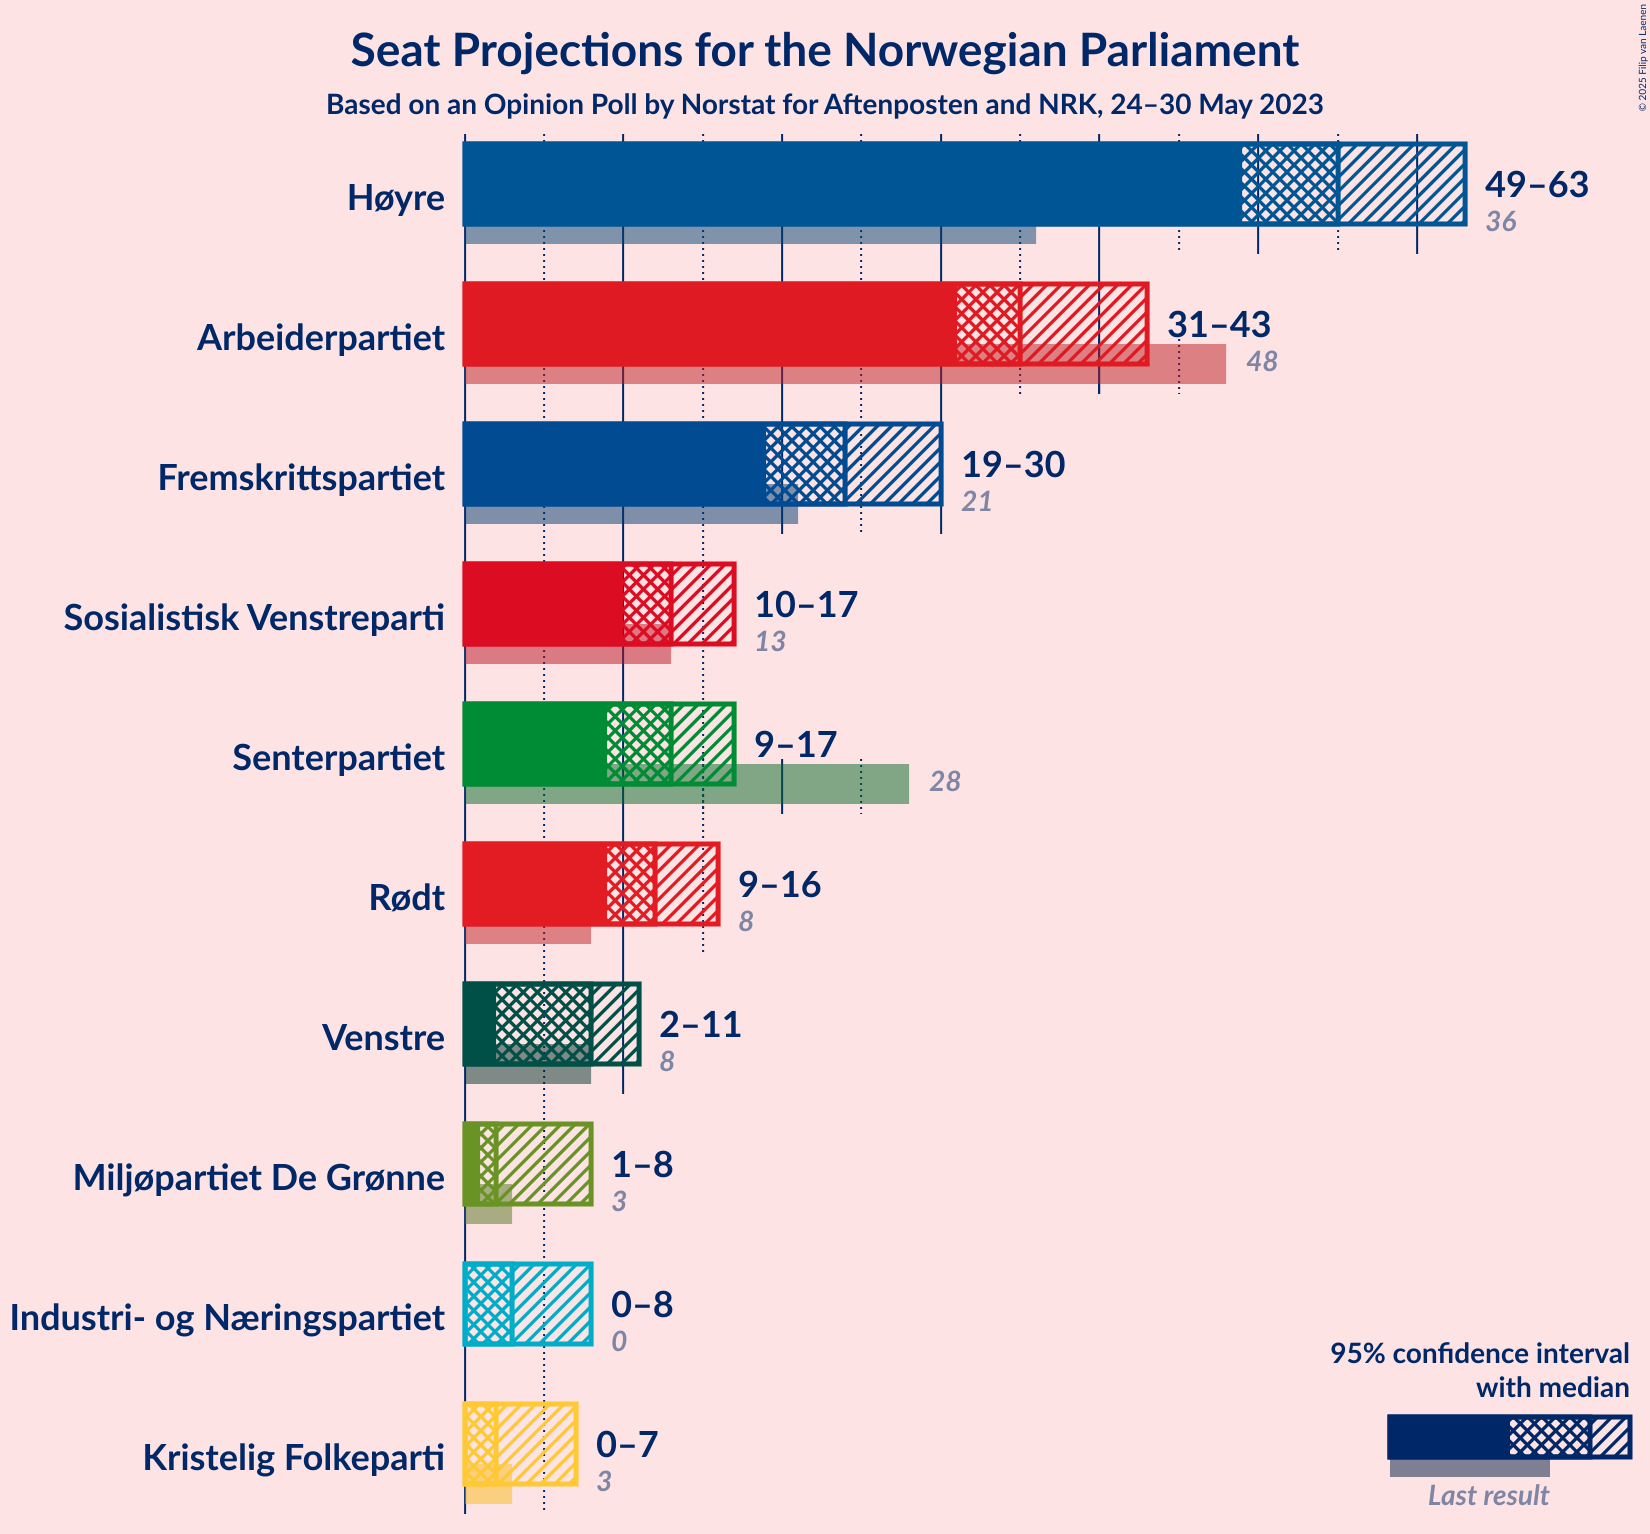 Seat Projections for the Norwegian Parliament
Based on an Opinion Poll by Norstat for Aftenposten and NRK, 24–30 May 2023
© 2025 Filip van Laenen
Høyre
49–63
36
Arbeiderpartiet
31–43
48
Fremskrittspartiet
19–30
21
Sosialistisk Venstreparti
10–17
13
Senterpartiet
9–17
28
Rødt
9–16
8
Venstre
2–11
8
Miljøpartiet De Grønne
1–8
3
Industri- og Næringspartiet
0–8
0
Kristelig Folkeparti
0–7
3
95% confidence interval
with median
Last result